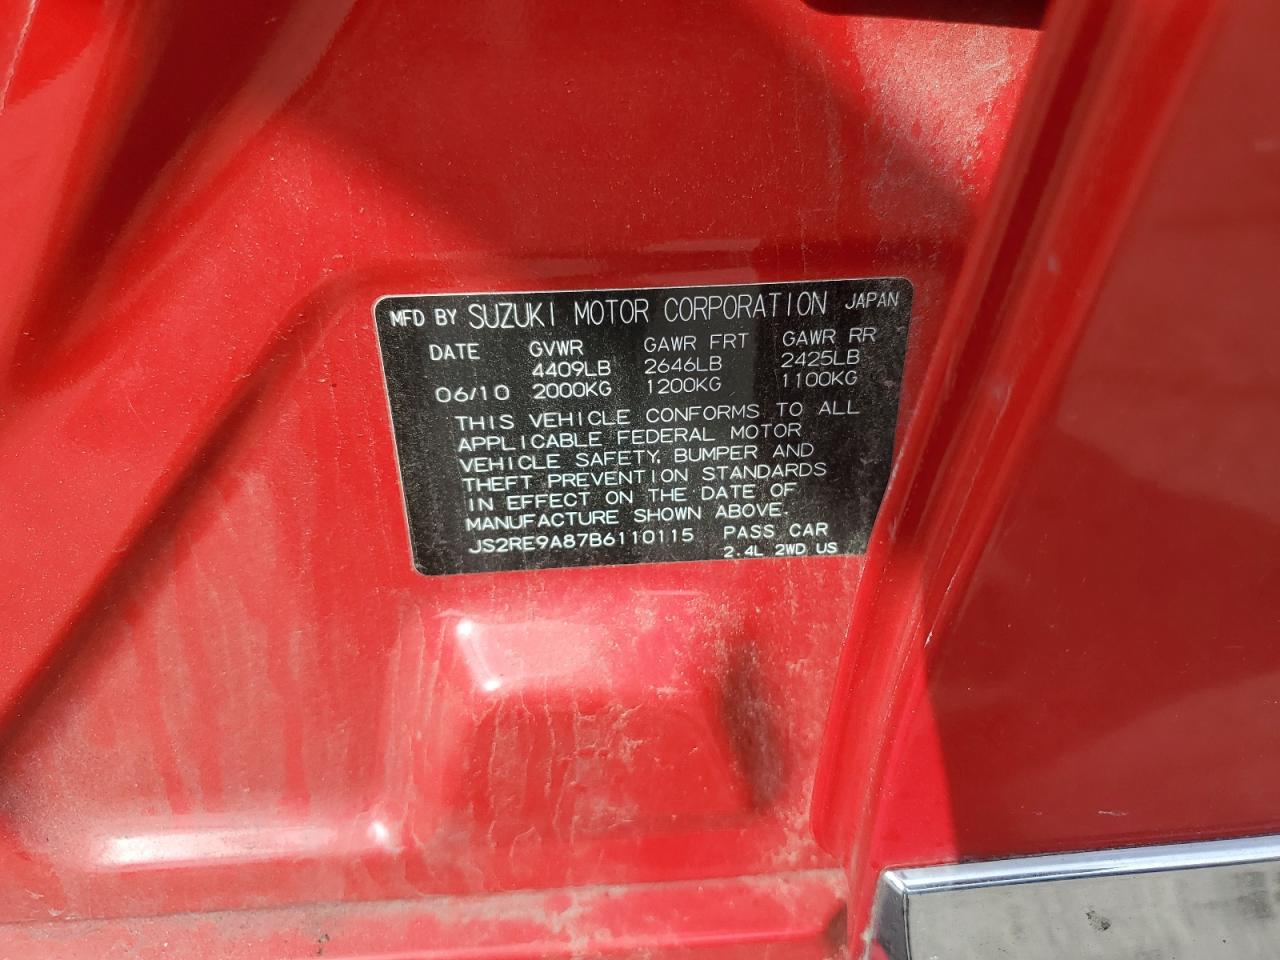 MFD BY SUZUKI MOTOR CORPORATION JAPAN
DATE GVWR GAWR FRT GAWR RR
4409LB 2646LB 2425LB
06/10 2000KG 1200KG 1100KG
THIS VEHICLE CONFORMS TO ALL
APPLICABLE FEDERAL MOTOR
VEHICLE SAFETY, BUMPER AND
THEFT PREVENTION STANDARDS
IN EFFECT ON THE DATE OF
MANUFACTURE SHOWN ABOVE.
JS2RE9A87B6110115 PASS CAR
2.4L 2WD US